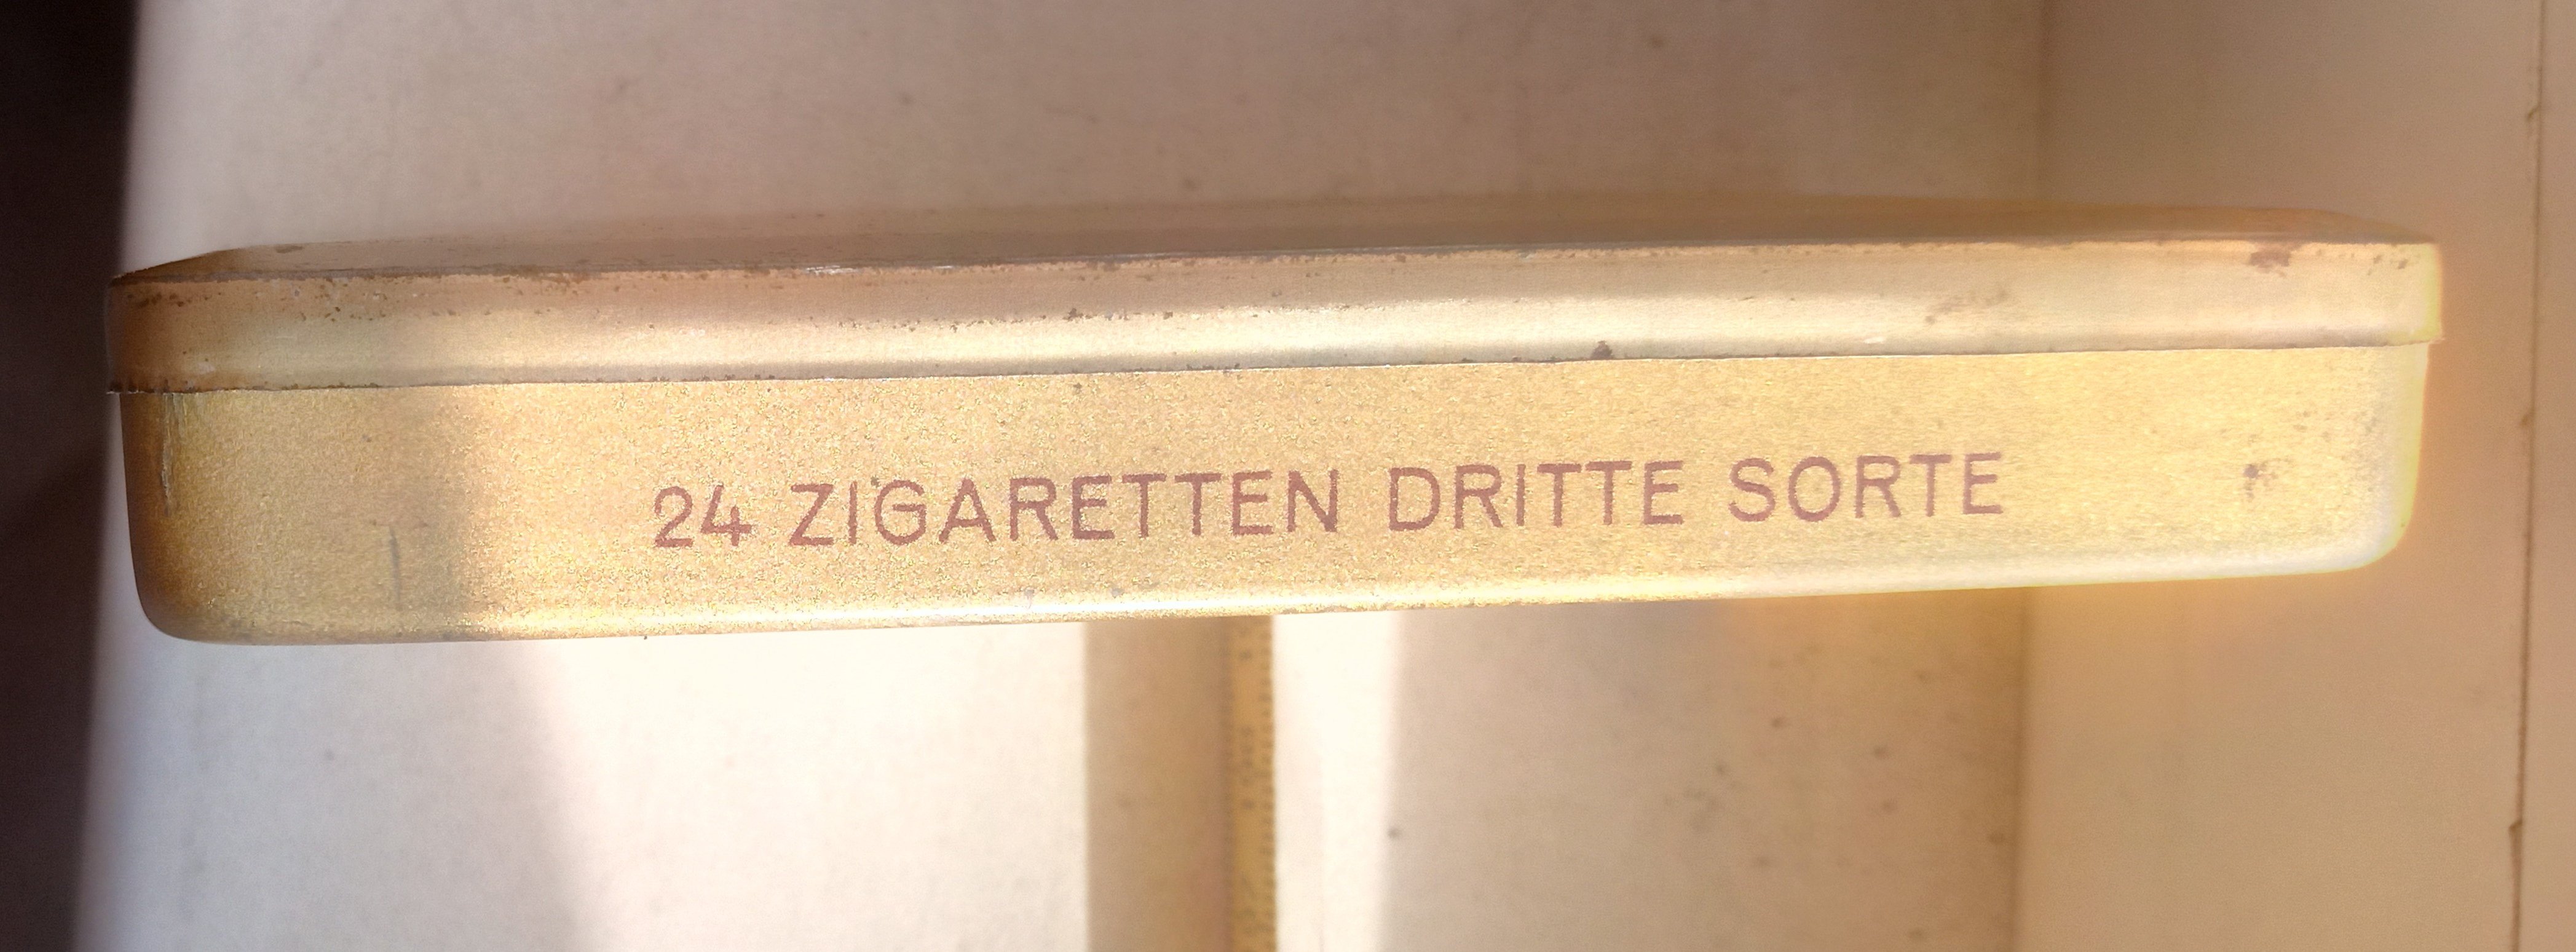 24 ZIGARETTEN DRITTE SORTE